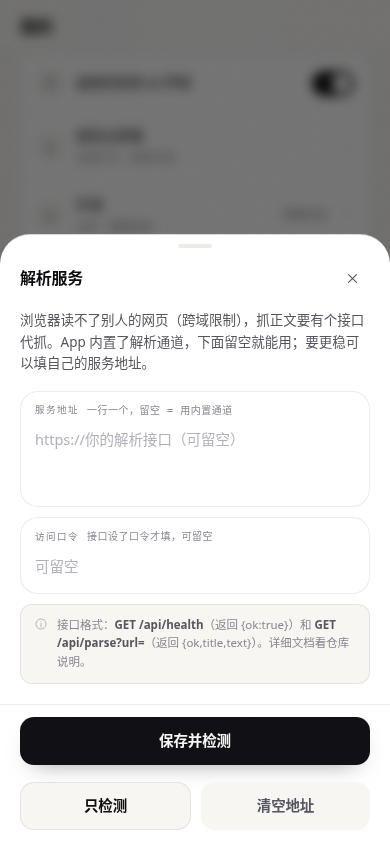 解析服务
浏览器读不了别人的网页（跨域限制），抓正文要有个接口
代抓。App 内置了解析通道，下面留空就能用；要更稳可
以填自己的服务地址。
服务地址 一行一个，留空 = 用内置通道
https://你的解析接口（可留空）
访问口令 接口设了口令才填，可留空
可留空
接口格式：GET /api/health（返回 {ok:true}）和 GET
/api/parse?url=（返回 {ok,title,text}）。详细文档看仓库
说明。
保存并检测
只检测
清空地址